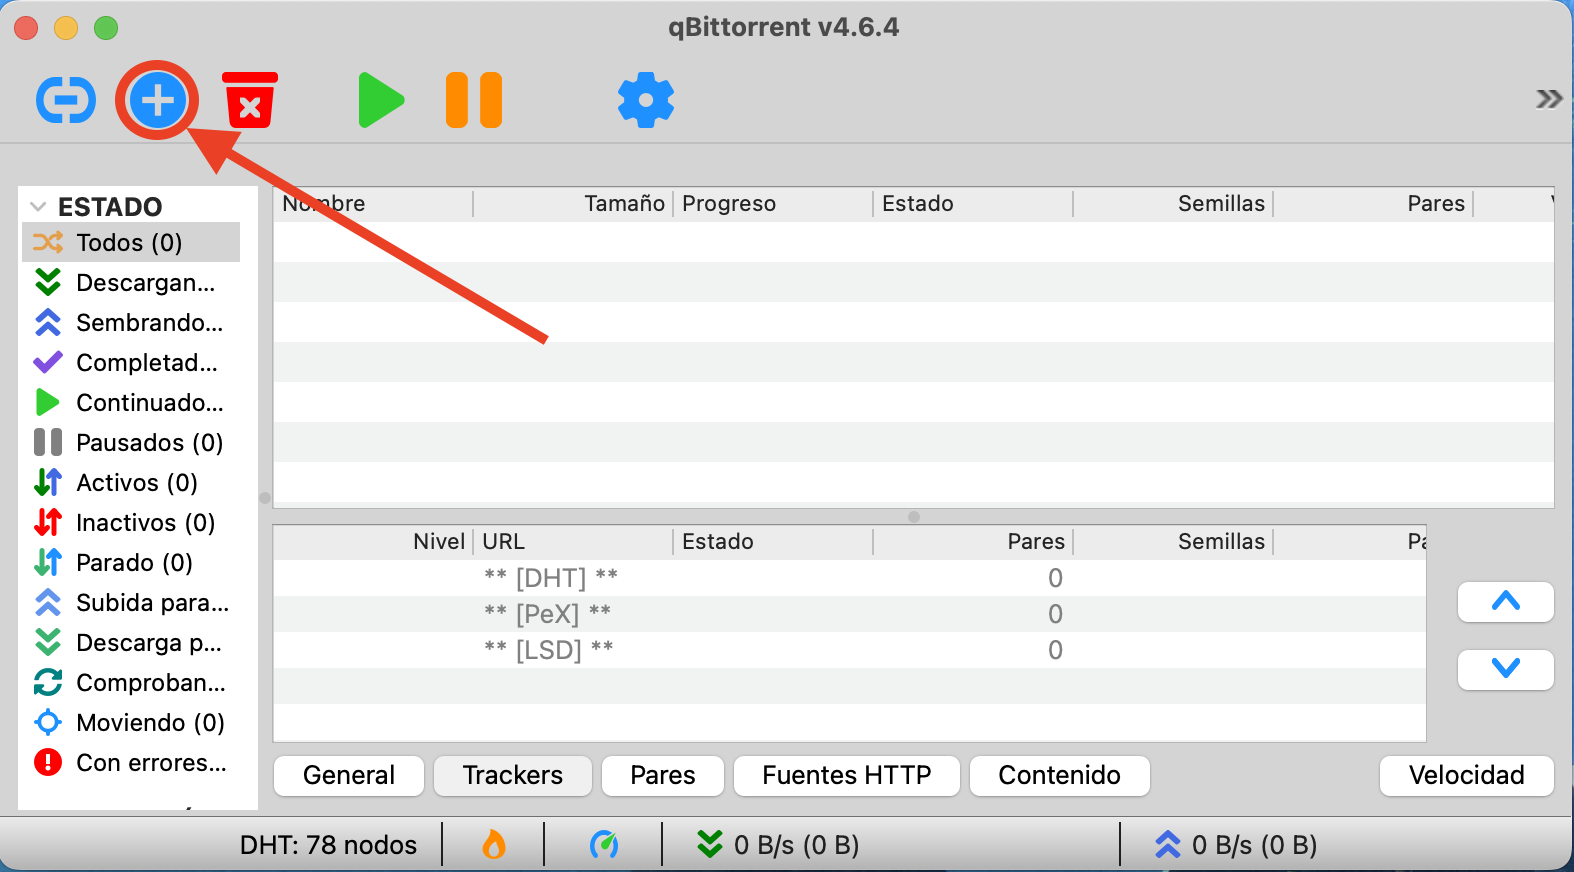 qBittorrent v4.6.4
ESTADO
Todos (0)
Descargan...
Sembrando...
Completad...
Continuado...
Pausados (0)
Activos (0)
Inactivos (0)
Parado (0)
Subida para...
Descarga p...
Comproban...
Moviendo (0)
Con errores...
Nombre Tamaño Progreso Estado Semillas Pares
Nivel URL Estado Pares Semillas Pa
** [DHT] ** 0
** [PeX] ** 0
** [LSD] ** 0
General Trackers Pares Fuentes HTTP Contenido Velocidad
DHT: 78 nodos 0 B/s (0 B) 0 B/s (0 B)